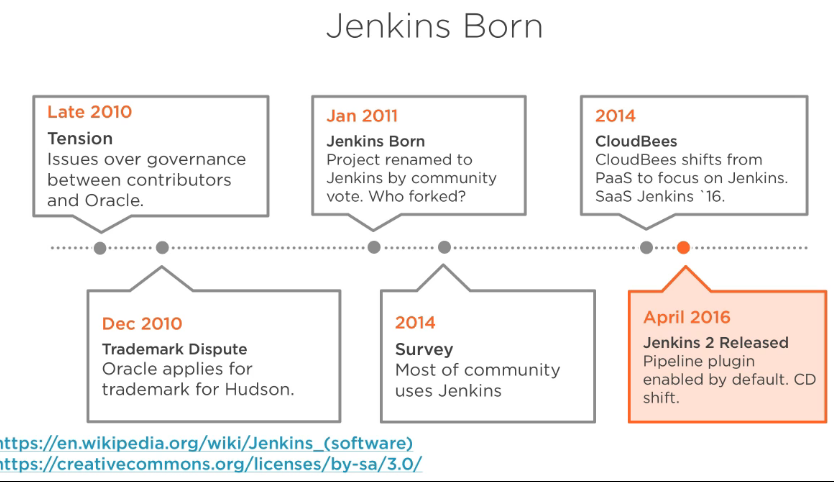 Jenkins Born
Late 2010
Tension
Issues over governance
between contributors
and Oracle.
Jan 2011
Jenkins Born
Project renamed to
Jenkins by community
vote. Who forked?
2014
CloudBees
CloudBees shifts from
PaaS to focus on Jenkins.
SaaS Jenkins `16.
Dec 2010
Trademark Dispute
Oracle applies for
trademark for Hudson.
2014
Survey
Most of community
uses Jenkins
April 2016
Jenkins 2 Released
Pipeline plugin
enabled by default. CD
shift.
https://en.wikipedia.org/wiki/Jenkins_(software)
https://creativecommons.org/licenses/by-sa/3.0/